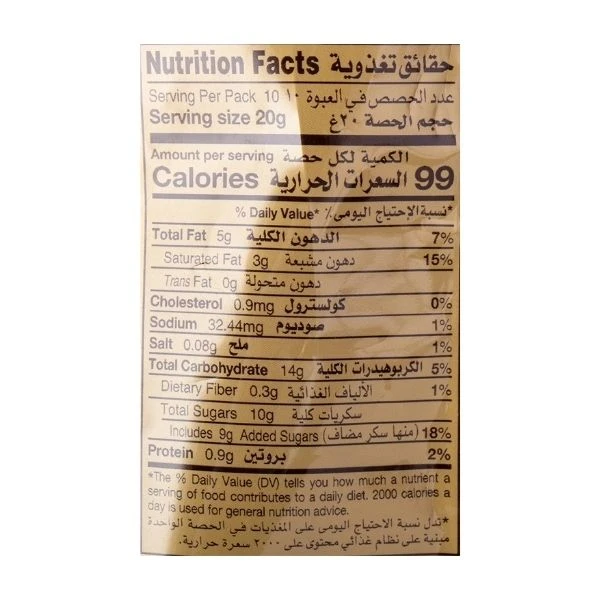 Nutrition Facts حقائق تغذوية
Serving Per Pack 10 عدد الحصص في العبوة ١٠
Serving size 20g حجم الحصة ٢٠غ
Amount per serving الكمية لكل حصة
Calories السعرات الحرارية 99
% Daily Value* نسبة الإحتياج اليومى٪*
Total Fat 5g الدهون الكلية 7%
Saturated Fat 3g دهون مشبعة 15%
Trans Fat 0g دهون متحولة
Cholesterol 0.9mg كولسترول 0%
Sodium 32.44mg صوديوم 1%
Salt 0.08g ملح 1%
Total Carbohydrate 14g الكربوهيدرات الكلية 5%
Dietary Fiber 0.3g الألياف الغذائية 1%
Total Sugars 10g سكريات كلية
Includes 9g Added Sugars (منها سكر مضاف) 18%
Protein 0.9g بروتين 2%
*The % Daily Value (DV) tells you how much a nutrient a
serving of food contributes to a daily diet. 2000 calories a
day is used for general nutrition advice.
*تدل نسبة الاحتياج اليومى على المغذيات في الحصة الواحدة
مبنية على نظام غذائي محتوى على ٢٠٠٠ سعرة حرارية.